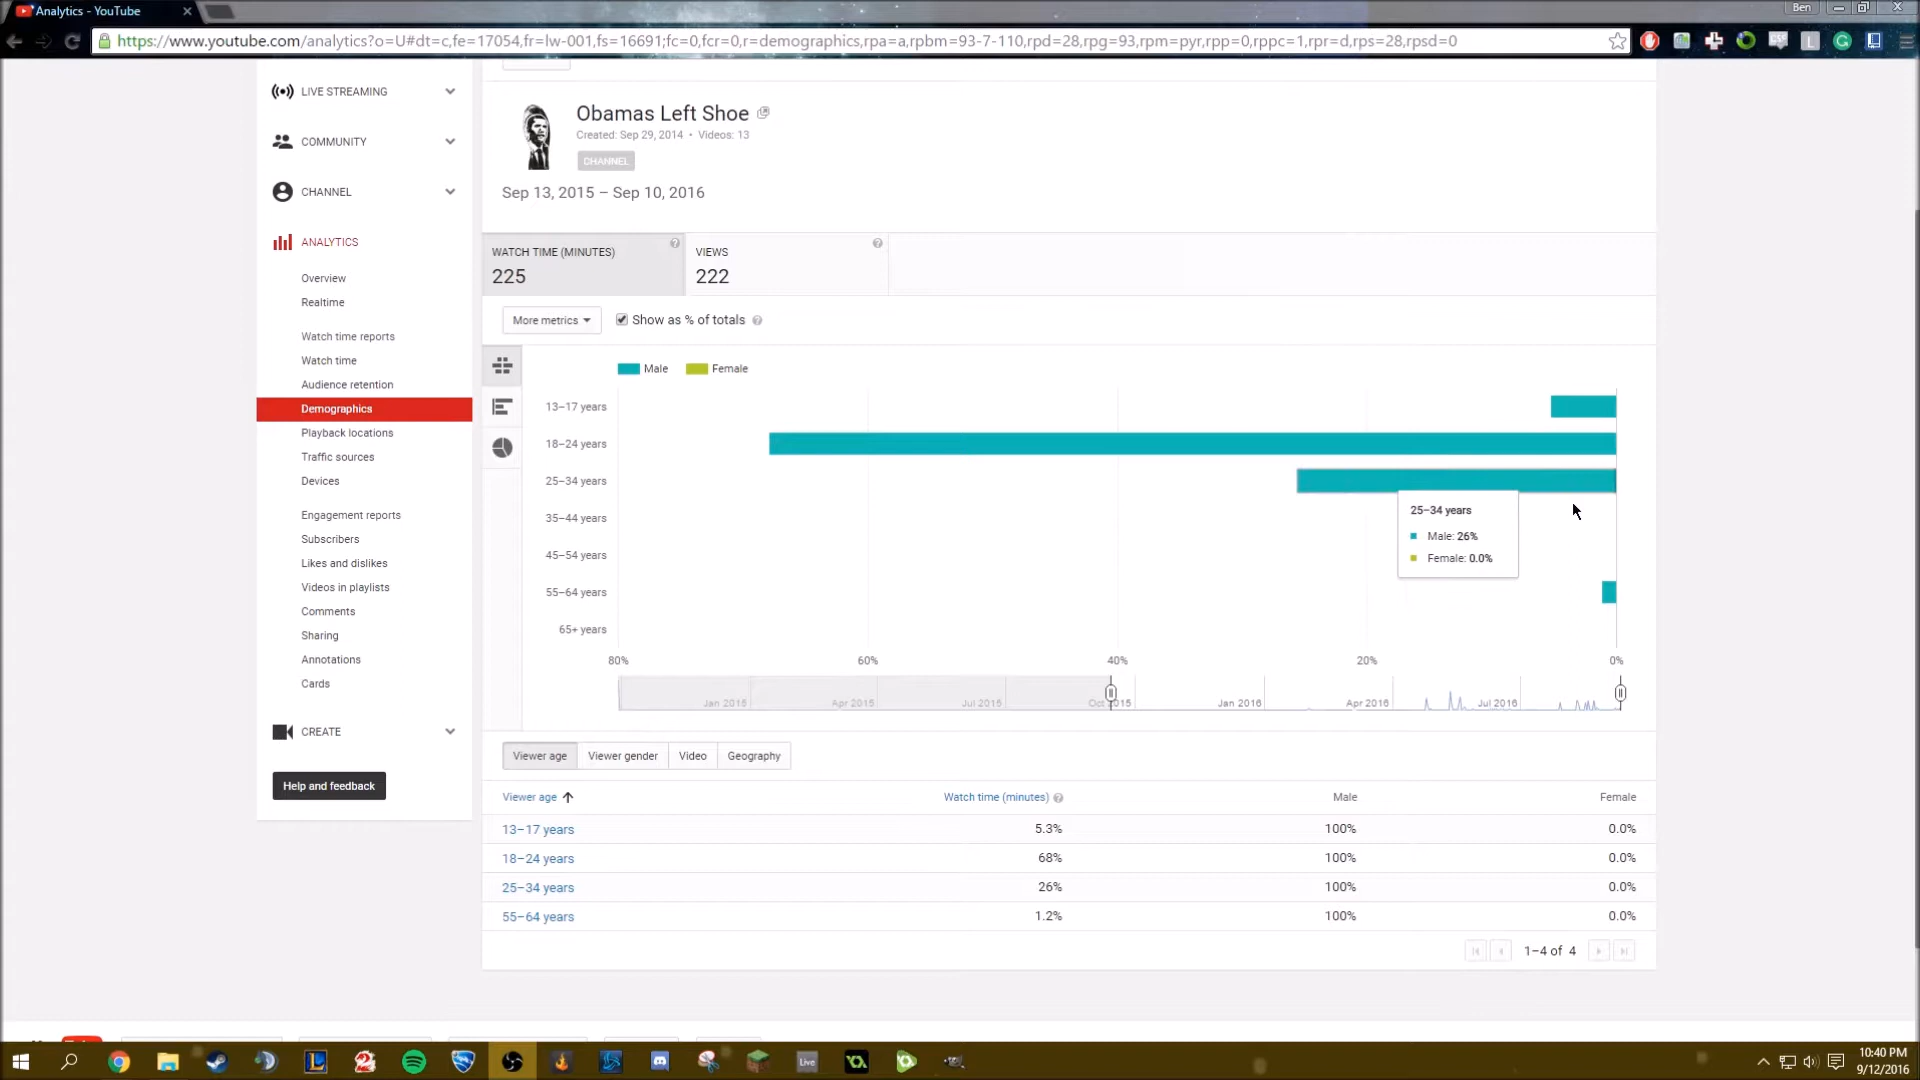 Analytics - YouTube
Ben
https://www.youtube.com/analytics?o=U#dt=c,fe=17054,fr=lw-001,fs=16691;fc=0,fcr=0,r=demographics,rpa=a,rpbm=93-7-110,rpd=28,rpg=93,rpm=pyr,rpp=0,rppc=1,rpr=d,rps=28,rpsd=0
LIVE STREAMING
COMMUNITY
CHANNEL
ANALYTICS
Overview
Realtime
Watch time reports
Watch time
Audience retention
Demographics
Playback locations
Traffic sources
Devices
Engagement reports
Subscribers
Likes and dislikes
Videos in playlists
Comments
Sharing
Annotations
Cards
CREATE
Help and feedback
Obamas Left Shoe
Created: Sep 29, 2014 • Videos: 13
CHANNEL
Sep 13, 2015 – Sep 10, 2016
WATCH TIME (MINUTES)
225
VIEWS
222
More metrics
Show as % of totals
Male
Female
13–17 years
18–24 years
25–34 years
35–44 years
45–54 years
55–64 years
65+ years
25–34 years
Male: 26%
Female: 0.0%
80% 60% 40% 20% 0%
Jan 2015 Apr 2015 Jul 2015 Oct 2015 Jan 2016 Apr 2016 Jul 2016
Viewer age Viewer gender Video Geography
Viewer age Watch time (minutes) Male Female
13–17 years 5.3% 100% 0.0%
18–24 years 68% 100% 0.0%
25–34 years 26% 100% 0.0%
55–64 years 1.2% 100% 0.0%
1–4 of 4
Live
10:40 PM
9/12/2016